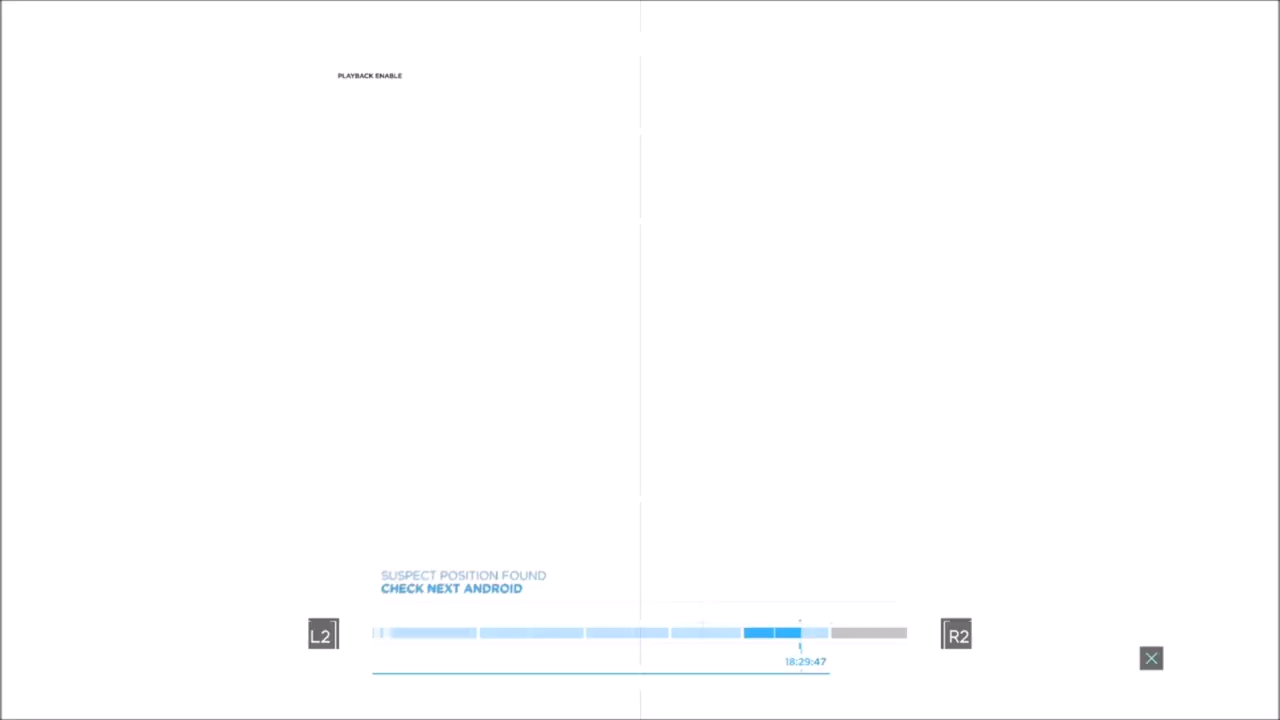 PLAYBACK ENABLE
SUSPECT POSITION FOUND
CHECK NEXT ANDROID
L2
R2
18:29:47